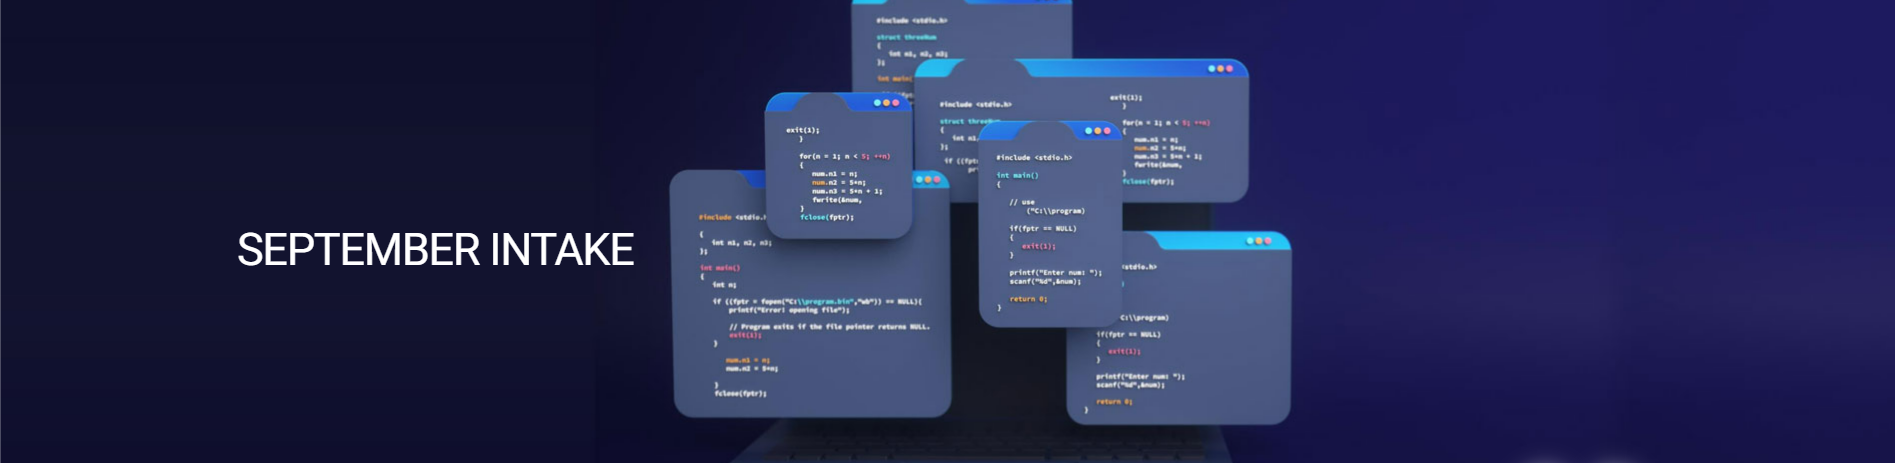 SEPTEMBER INTAKE
#include <stdio.h>
struct threeNum
{
int n1, n2, n3;
};
int main(
#include <stdio.h>
struct threeNum
{
int n1,
};
if ((fpt
pr
exit(1);
}
for(n = 1; n < 5; ++n)
{
num.n1 = n;
num.n2 = 5*n;
num.n3 = 5*n + 1;
fwrite(&num,
}
fclose(fptr);
exit(1);
}
for(n = 1; n < 5; ++n)
{
num.n1 = n;
num.n2 = 5*n;
num.n3 = 5*n + 1;
fwrite(&num,
}
fclose(fptr);
#include <stdio.h>
int main()
{
// use
("C:\\program)
if(fptr == NULL)
{
exit(1);
}
printf("Enter num: ");
scanf("%d",&num);
return 0;
}
#include <stdio.h
{
int n1, n2, n3;
};
int main()
{
int n;
if ((fptr = fopen("C:\\program.bin","wb")) == NULL){
printf("Error! opening file");
// Program exits if the file pointer returns NULL.
exit(1);
}
num.n1 = n;
num.n2 = 5*n;
}
fclose(fptr);
<stdio.h>
)
C:\\program)
if(fptr == NULL)
{
exit(1);
}
printf("Enter num: ");
scanf("%d",&num);
return 0;
}